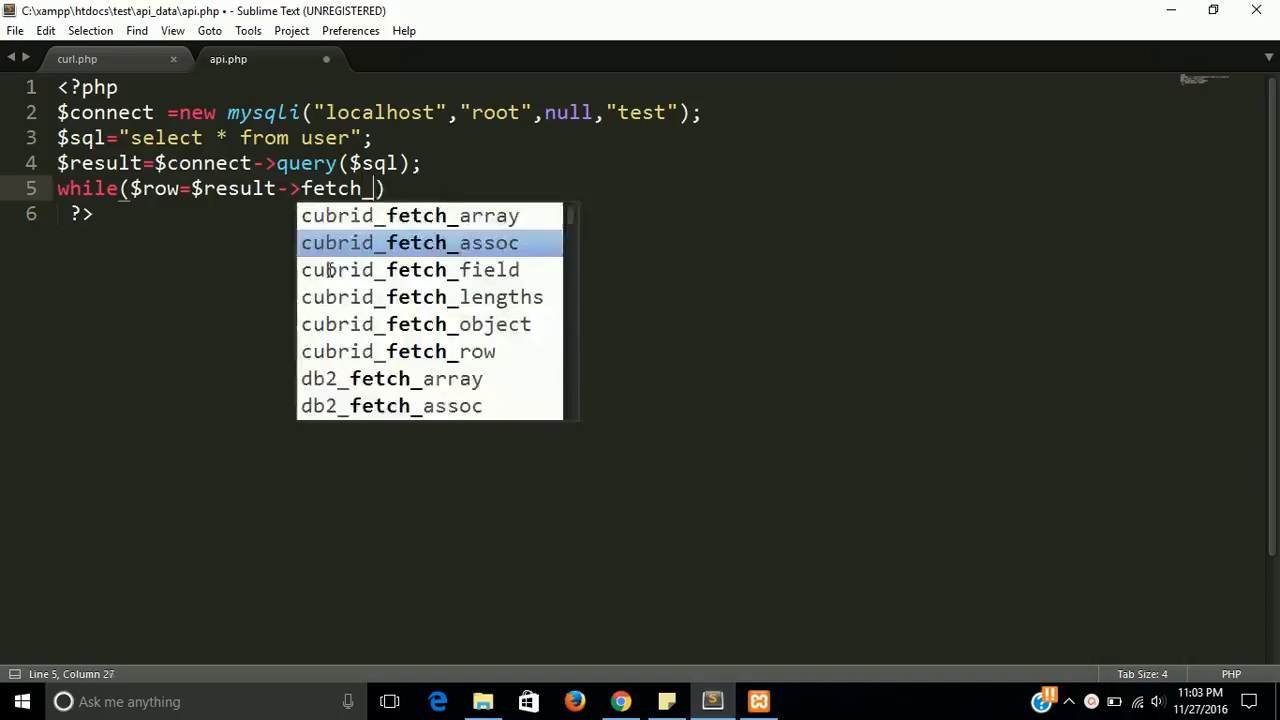 C:\xampp\htdocs\test\api_data\api.php • - Sublime Text (UNREGISTERED)
File Edit Selection Find View Goto Tools Project Preferences Help
curl.php × api.php
1 <?php
2 $connect =new mysqli("localhost","root",null,"test");
3 $sql="select * from user";
4 $result=$connect->query($sql);
5 while($row=$result->fetch_)
6 ?>
cubrid_fetch_array
cubrid_fetch_assoc
cubrid_fetch_field
cubrid_fetch_lengths
cubrid_fetch_object
cubrid_fetch_row
db2_fetch_array
db2_fetch_assoc
Line 5, Column 27 Tab Size: 4 PHP
Ask me anything 11:03 PM
11/27/2016